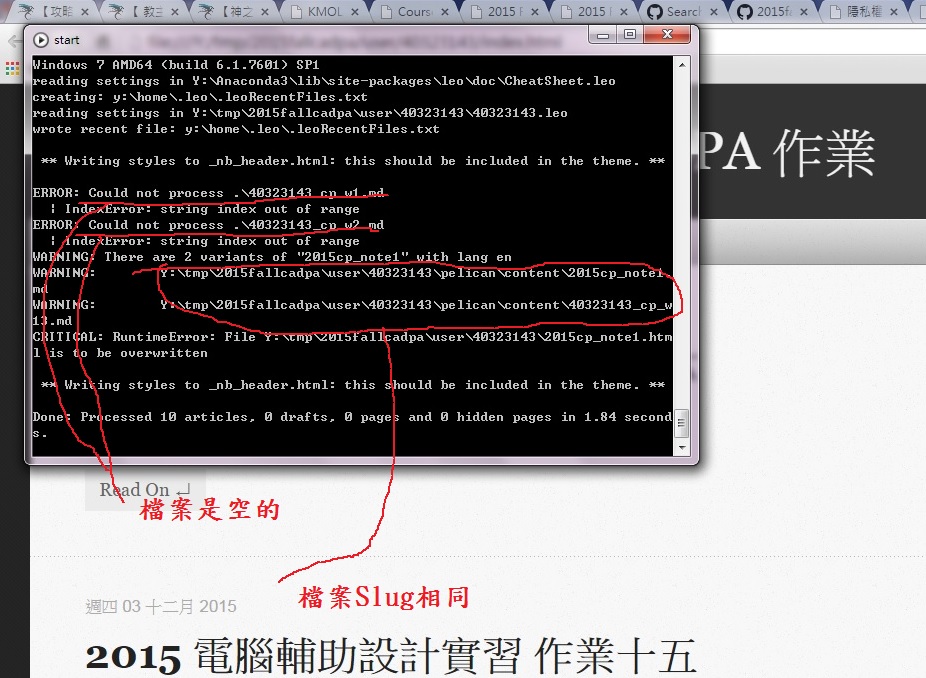 【攻略
【 教主
【神之
KMOL
Cours
2015
2015
Searcl
2015fa
隱私權
start
Windows 7 AMD64 (build 6.1.7601) SP1
reading settings in Y:\Anaconda3\lib\site-packages\leo\doc\CheatSheet.leo
creating: y:\home\.leo\.leoRecentFiles.txt
reading settings in Y:\tmp\2015fallcadpa\user\40323143\40323143.leo
wrote recent file: y:\home\.leo\.leoRecentFiles.txt
** Writing styles to _nb_header.html: this should be included in the theme. **
ERROR: Could not process .\40323143_cp_w1.md
| IndexError: string index out of range
ERROR: Could not process .\40323143_cp_w2.md
| IndexError: string index out of range
WARNING: There are 2 variants of "2015cp_note1" with lang en
WARNING: Y:\tmp\2015fallcadpa\user\40323143\pelican\content\2015cp_note1.
md
WARNING: Y:\tmp\2015fallcadpa\user\40323143\pelican\content\40323143_cp_w
13.md
CRITICAL: RuntimeError: File Y:\tmp\2015fallcadpa\user\40323143\2015cp_note1.htm
l is to be overwritten
** Writing styles to _nb_header.html: this should be included in the theme. **
Done: Processed 10 articles, 0 drafts, 0 pages and 0 hidden pages in 1.84 second
s.
PA 作業
Read On ↵
檔案是空的
檔案Slug相同
週四 03 十二月 2015
2015 電腦輔助設計實習 作業十五